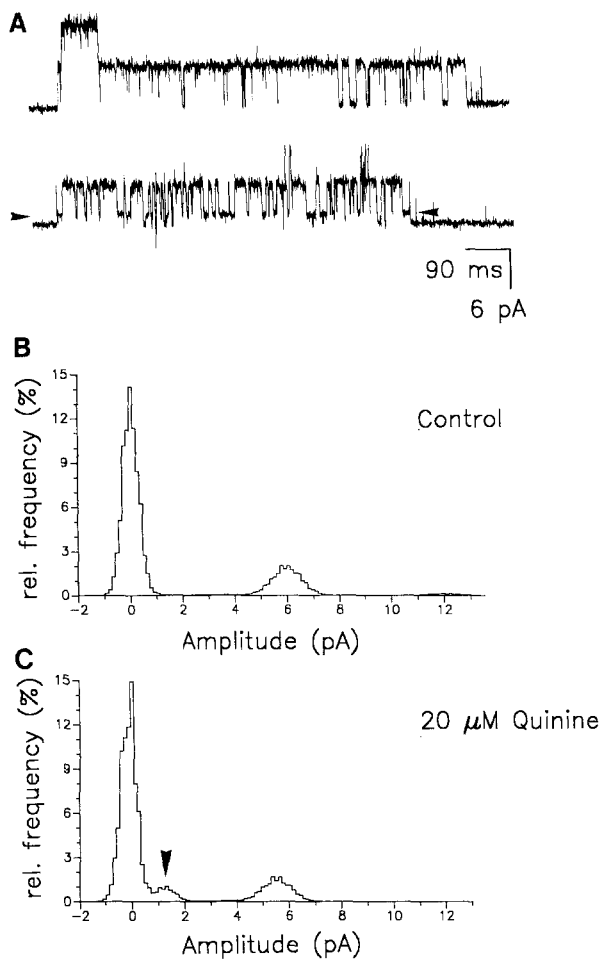 A
90 ms
6 pA
B
15
12
9
6
3
0
rel. frequency (%)
Control
-2 0 2 4 6 8 10 12
Amplitude (pA)
C
15
12
9
6
3
0
rel. frequency (%)
20 μM Quinine
-2 0 2 4 6 8 10 12
Amplitude (pA)